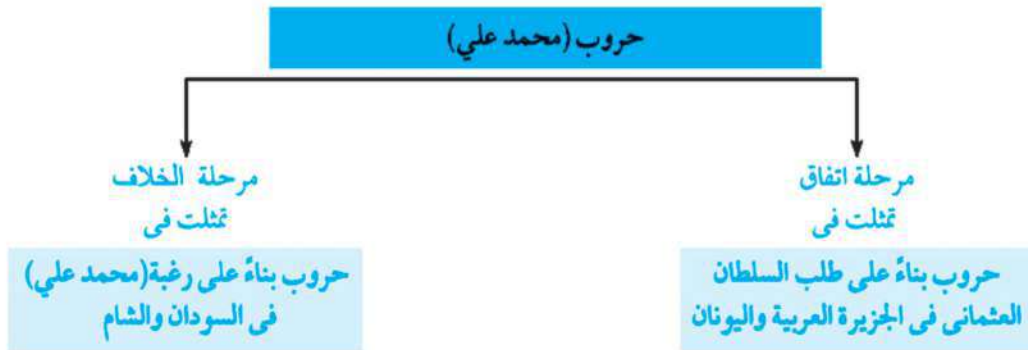 حروب (محمد علي)
مرحلة اتفاق
تمثلت فى
حروب بناءً على طلب السلطان
العثمانى فى الجزيرة العربية واليونان
مرحلة الخلاف
تمثلت فى
حروب بناءً على رغبة(محمد علي)
فى السودان والشام